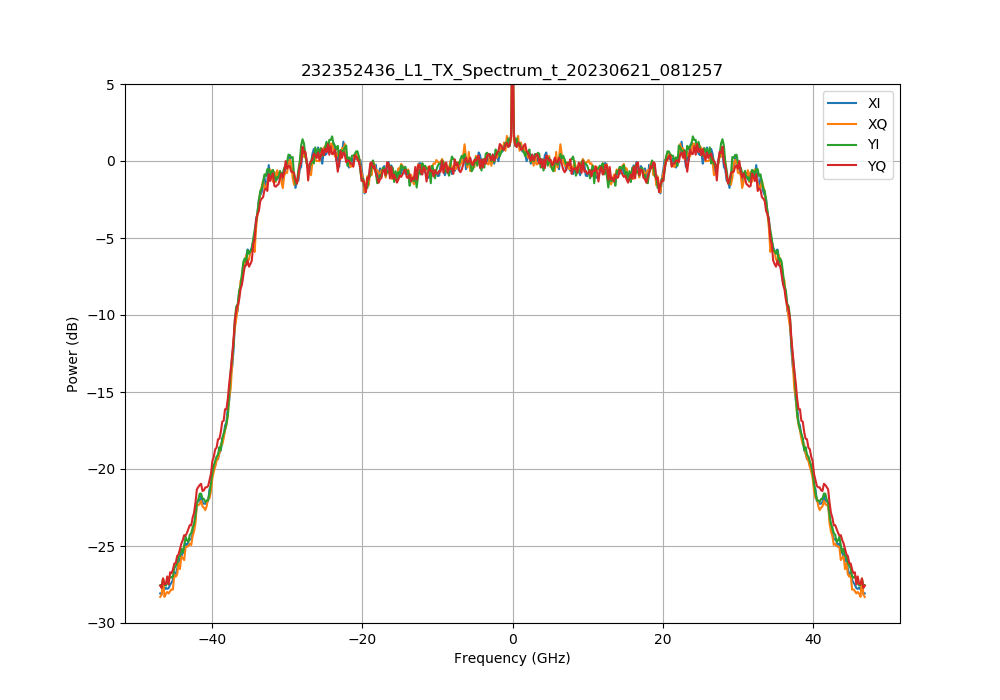 232352436_L1_TX_Spectrum_t_20230621_081257
5
0
−5
−10
−15
−20
−25
−30
Power (dB)
XI
XQ
YI
YQ
−40
−20
0
20
40
Frequency (GHz)